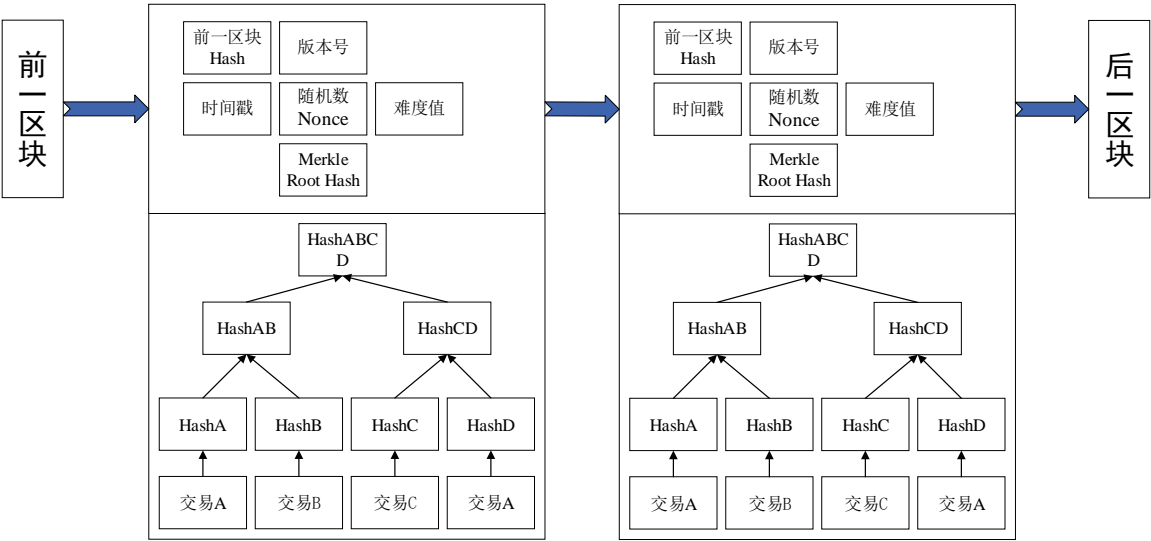 前一区块
前一区块
Hash
版本号
时间戳
随机数
Nonce
难度值
Merkle
Root Hash
HashABC
D
HashAB
HashCD
HashA
HashB
HashC
HashD
交易A
交易B
交易C
交易A
前一区块
Hash
版本号
时间戳
随机数
Nonce
难度值
Merkle
Root Hash
HashABC
D
HashAB
HashCD
HashA
HashB
HashC
HashD
交易A
交易B
交易C
交易A
后一区块